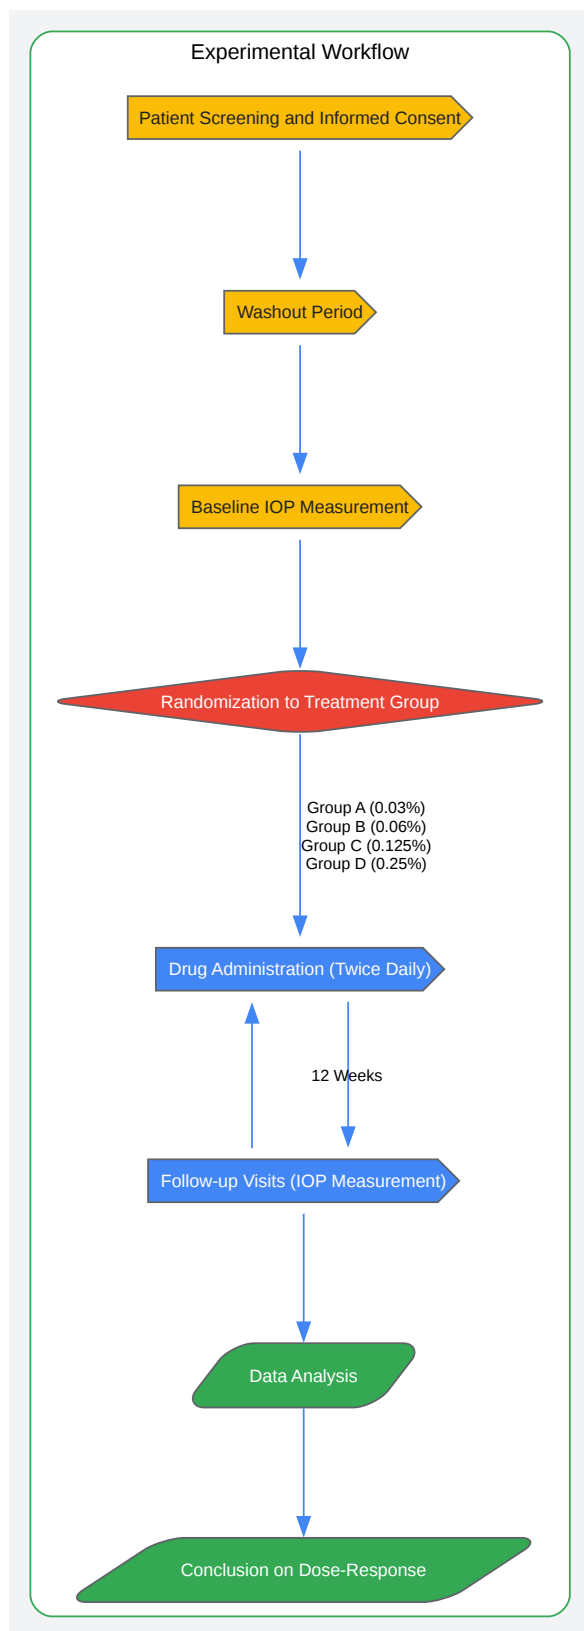 Experimental Workflow
Patient Screening and Informed Consent
Washout Period
Baseline IOP Measurement
Randomization to Treatment Group
Group A (0.03%)
Group B (0.06%)
Group C (0.125%)
Group D (0.25%)
Drug Administration (Twice Daily)
12 Weeks
Follow-up Visits (IOP Measurement)
Data Analysis
Conclusion on Dose-Response